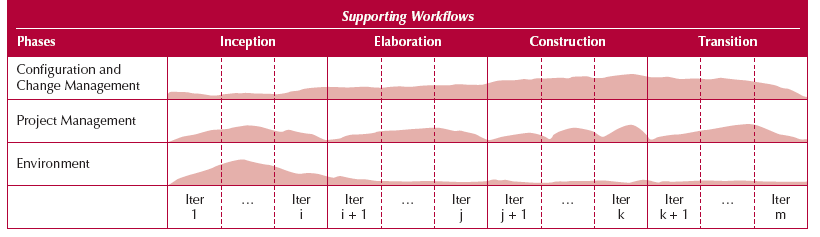 Supporting Workflows
Phases Inception Elaboration Construction Transition
Configuration and
Change Management
Project Management
Environment
Iter … Iter Iter … Iter Iter … Iter Iter … Iter
1 i i + 1 j j + 1 k k + 1 m